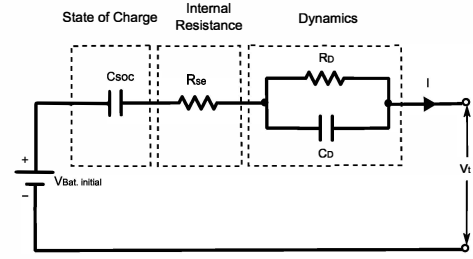 State of Charge
Internal
Resistance
Dynamics
Csoc
Rse
RD
CD
I
+
VBat. initial
−
Vt